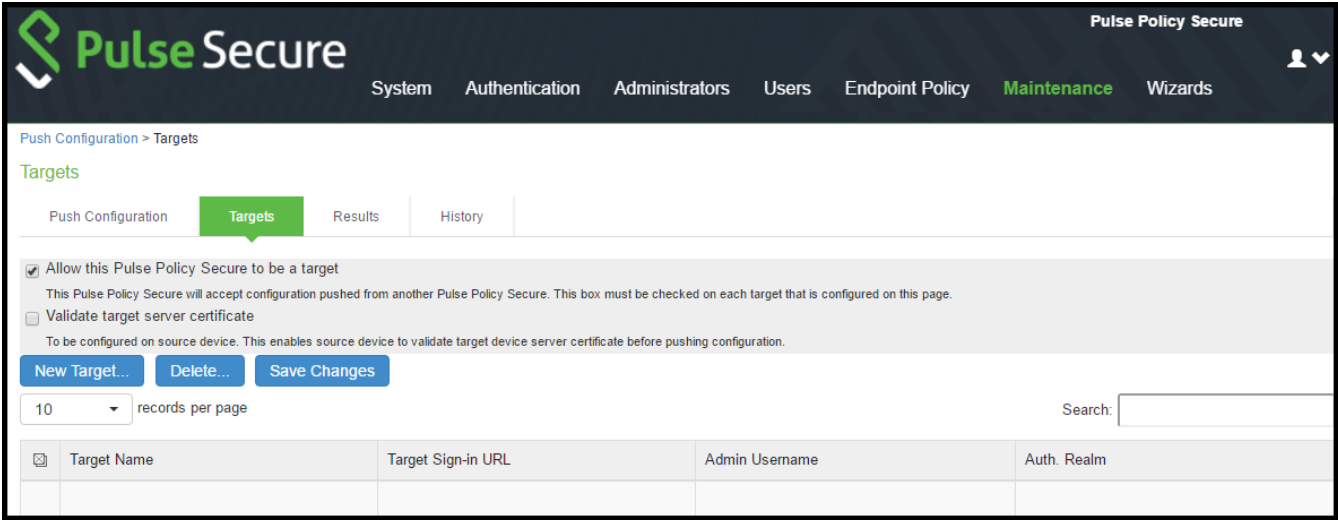 Pulse Policy Secure
Pulse Secure
System Authentication Administrators Users Endpoint Policy Maintenance Wizards
Push Configuration > Targets
Targets
Push Configuration Targets Results History
Allow this Pulse Policy Secure to be a target
This Pulse Policy Secure will accept configuration pushed from another Pulse Policy Secure. This box must be checked on each target that is configured on this page.
Validate target server certificate
To be configured on source device. This enables source device to validate target device server certificate before pushing configuration.
New Target... Delete... Save Changes
10 records per page Search:
Target Name Target Sign-in URL Admin Username Auth. Realm